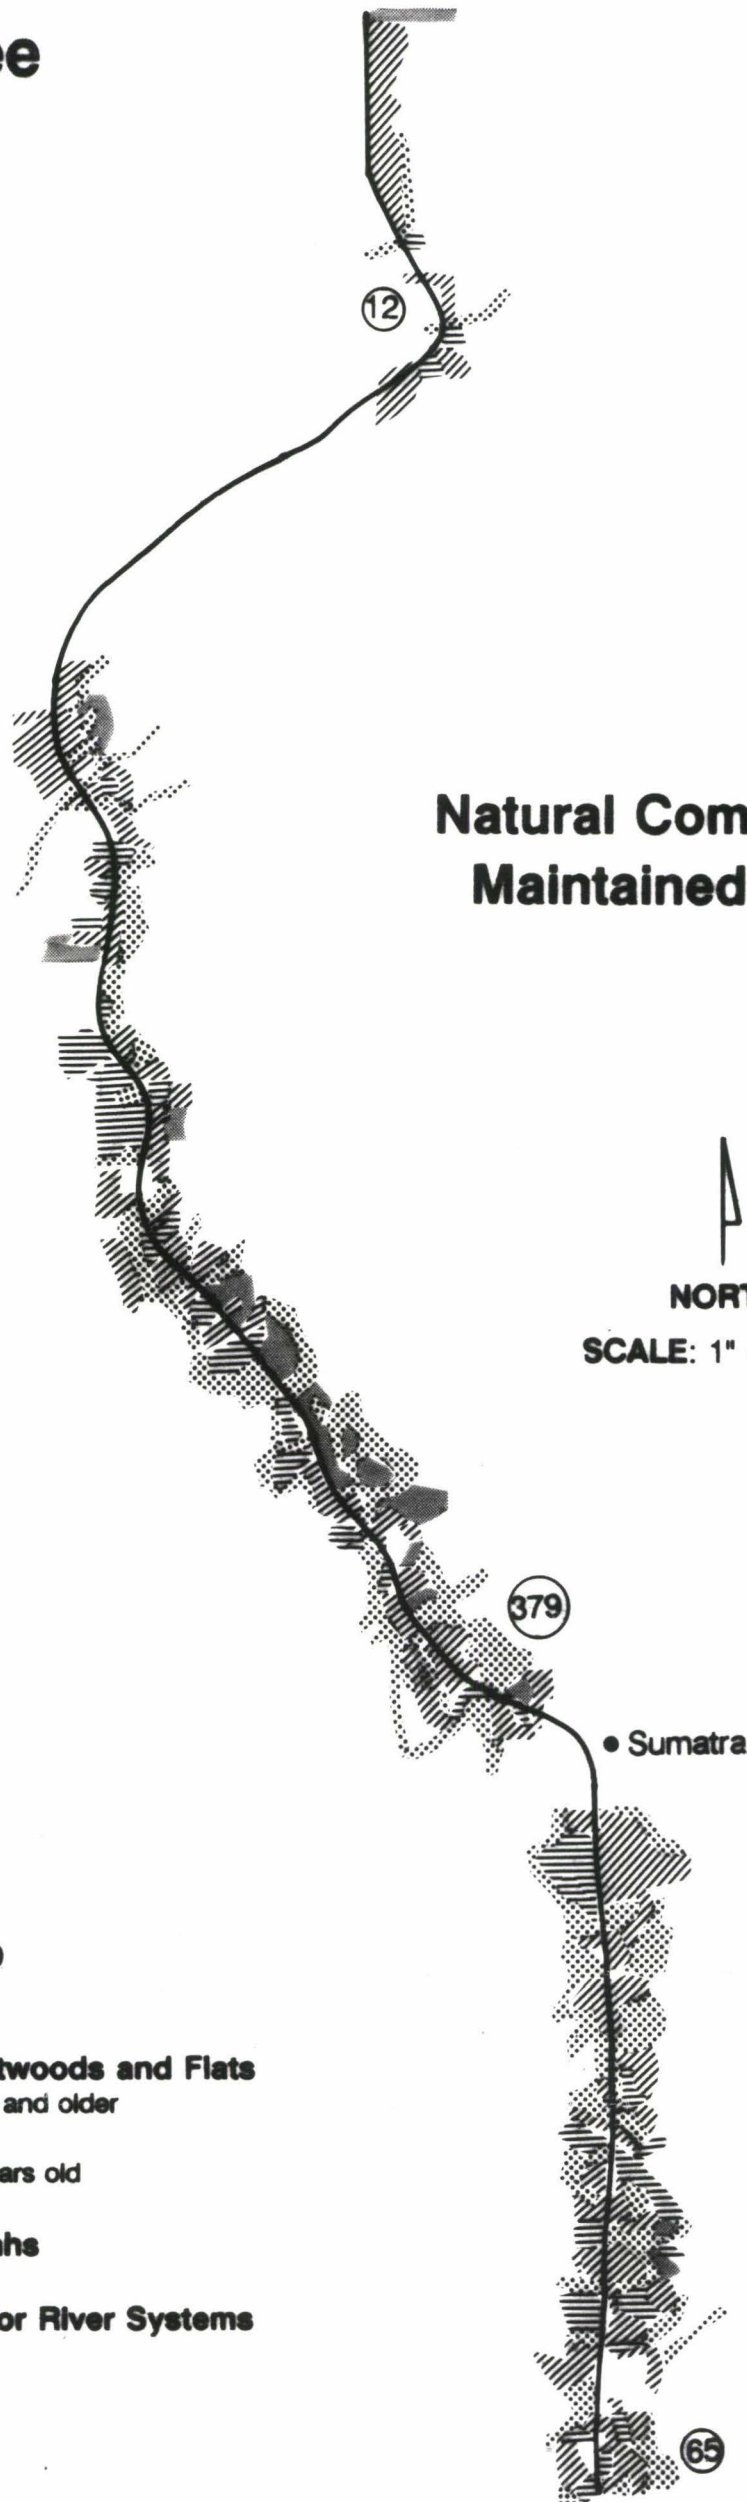 ee
12
Natural Com
Maintained
NORT
SCALE: 1"
379
Sumatra
twoods and Flats
and older
ars old
ahs
or River Systems
65